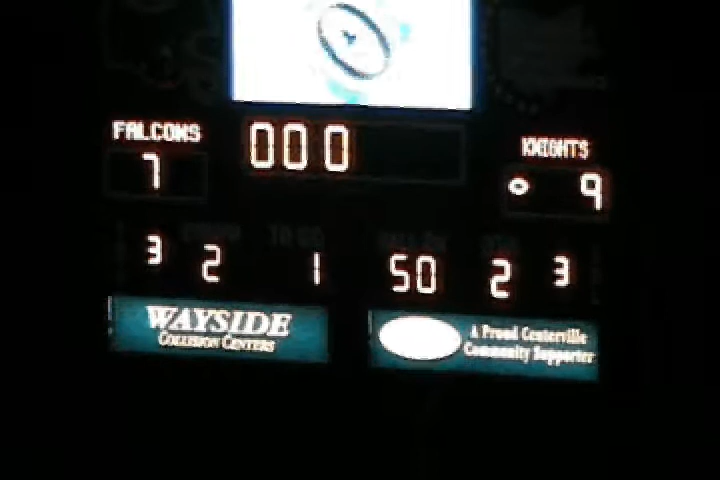 FALCONS
000
KNIGHTS
7
9
3 2 1 50 2 3
WAYSIDE
COLLISION CENTERS
A Proud Centerville
Community Supporter